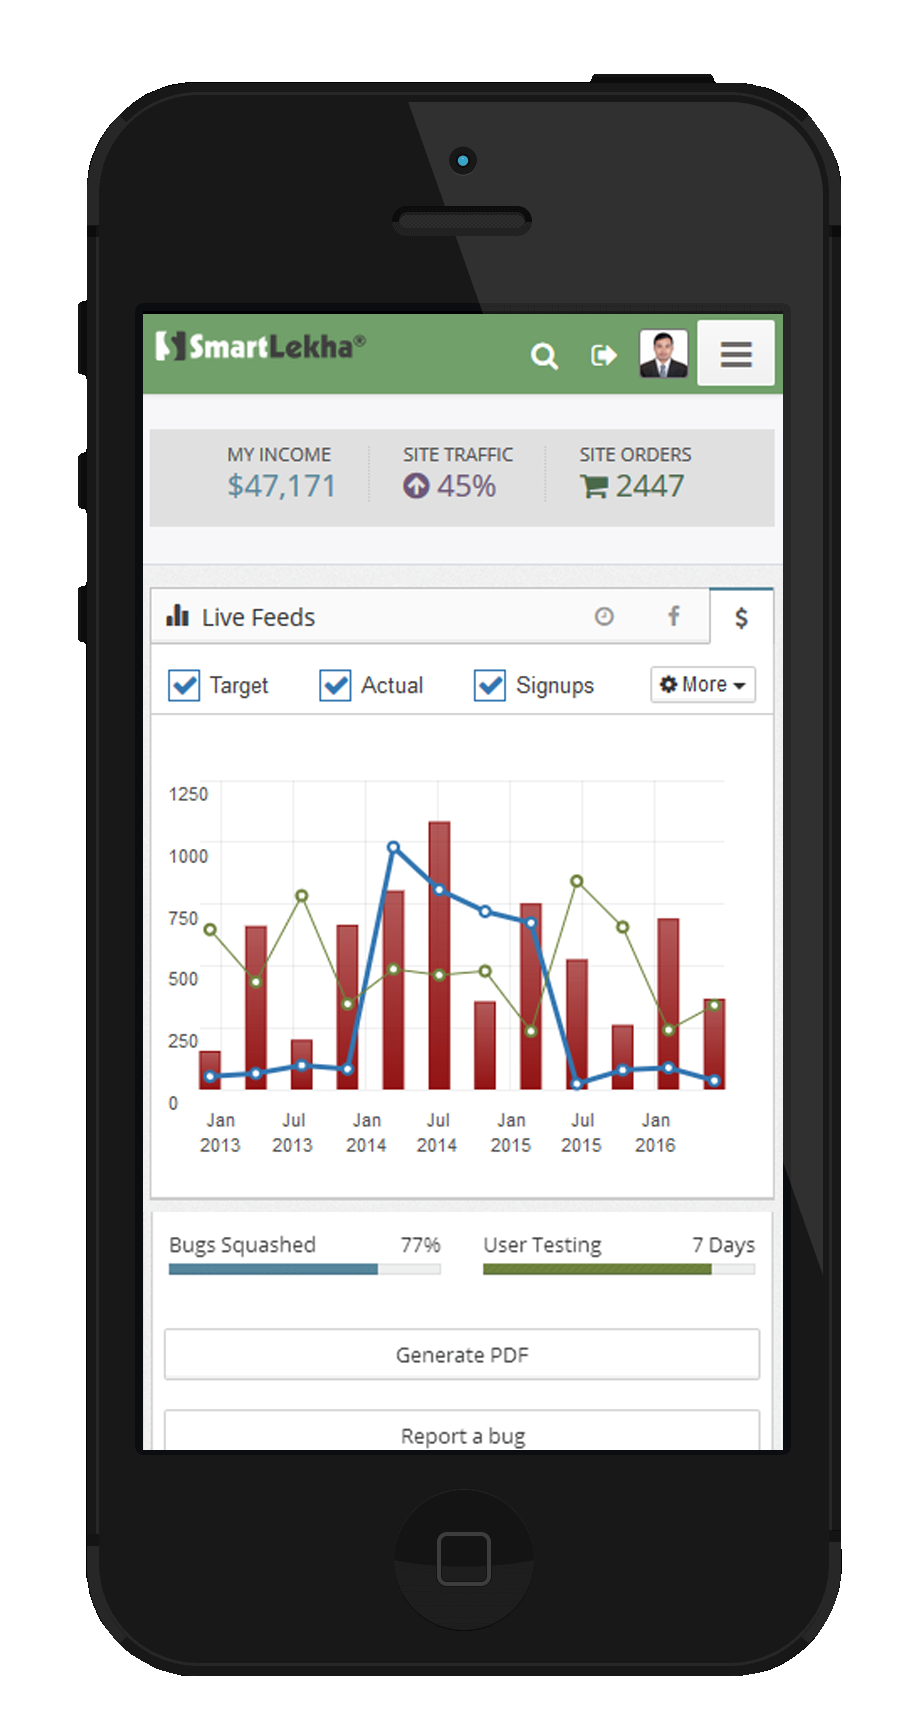 SmartLekha®
MY INCOME SITE TRAFFIC SITE ORDERS
$47,171 45% 2447
Live Feeds f $
Target Actual Signups More
1250
1000
750
500
250
0
Jan Jul Jan Jul Jan Jul Jan
2013 2013 2014 2014 2015 2015 2016
Bugs Squashed 77% User Testing 7 Days
Generate PDF
Report a bug